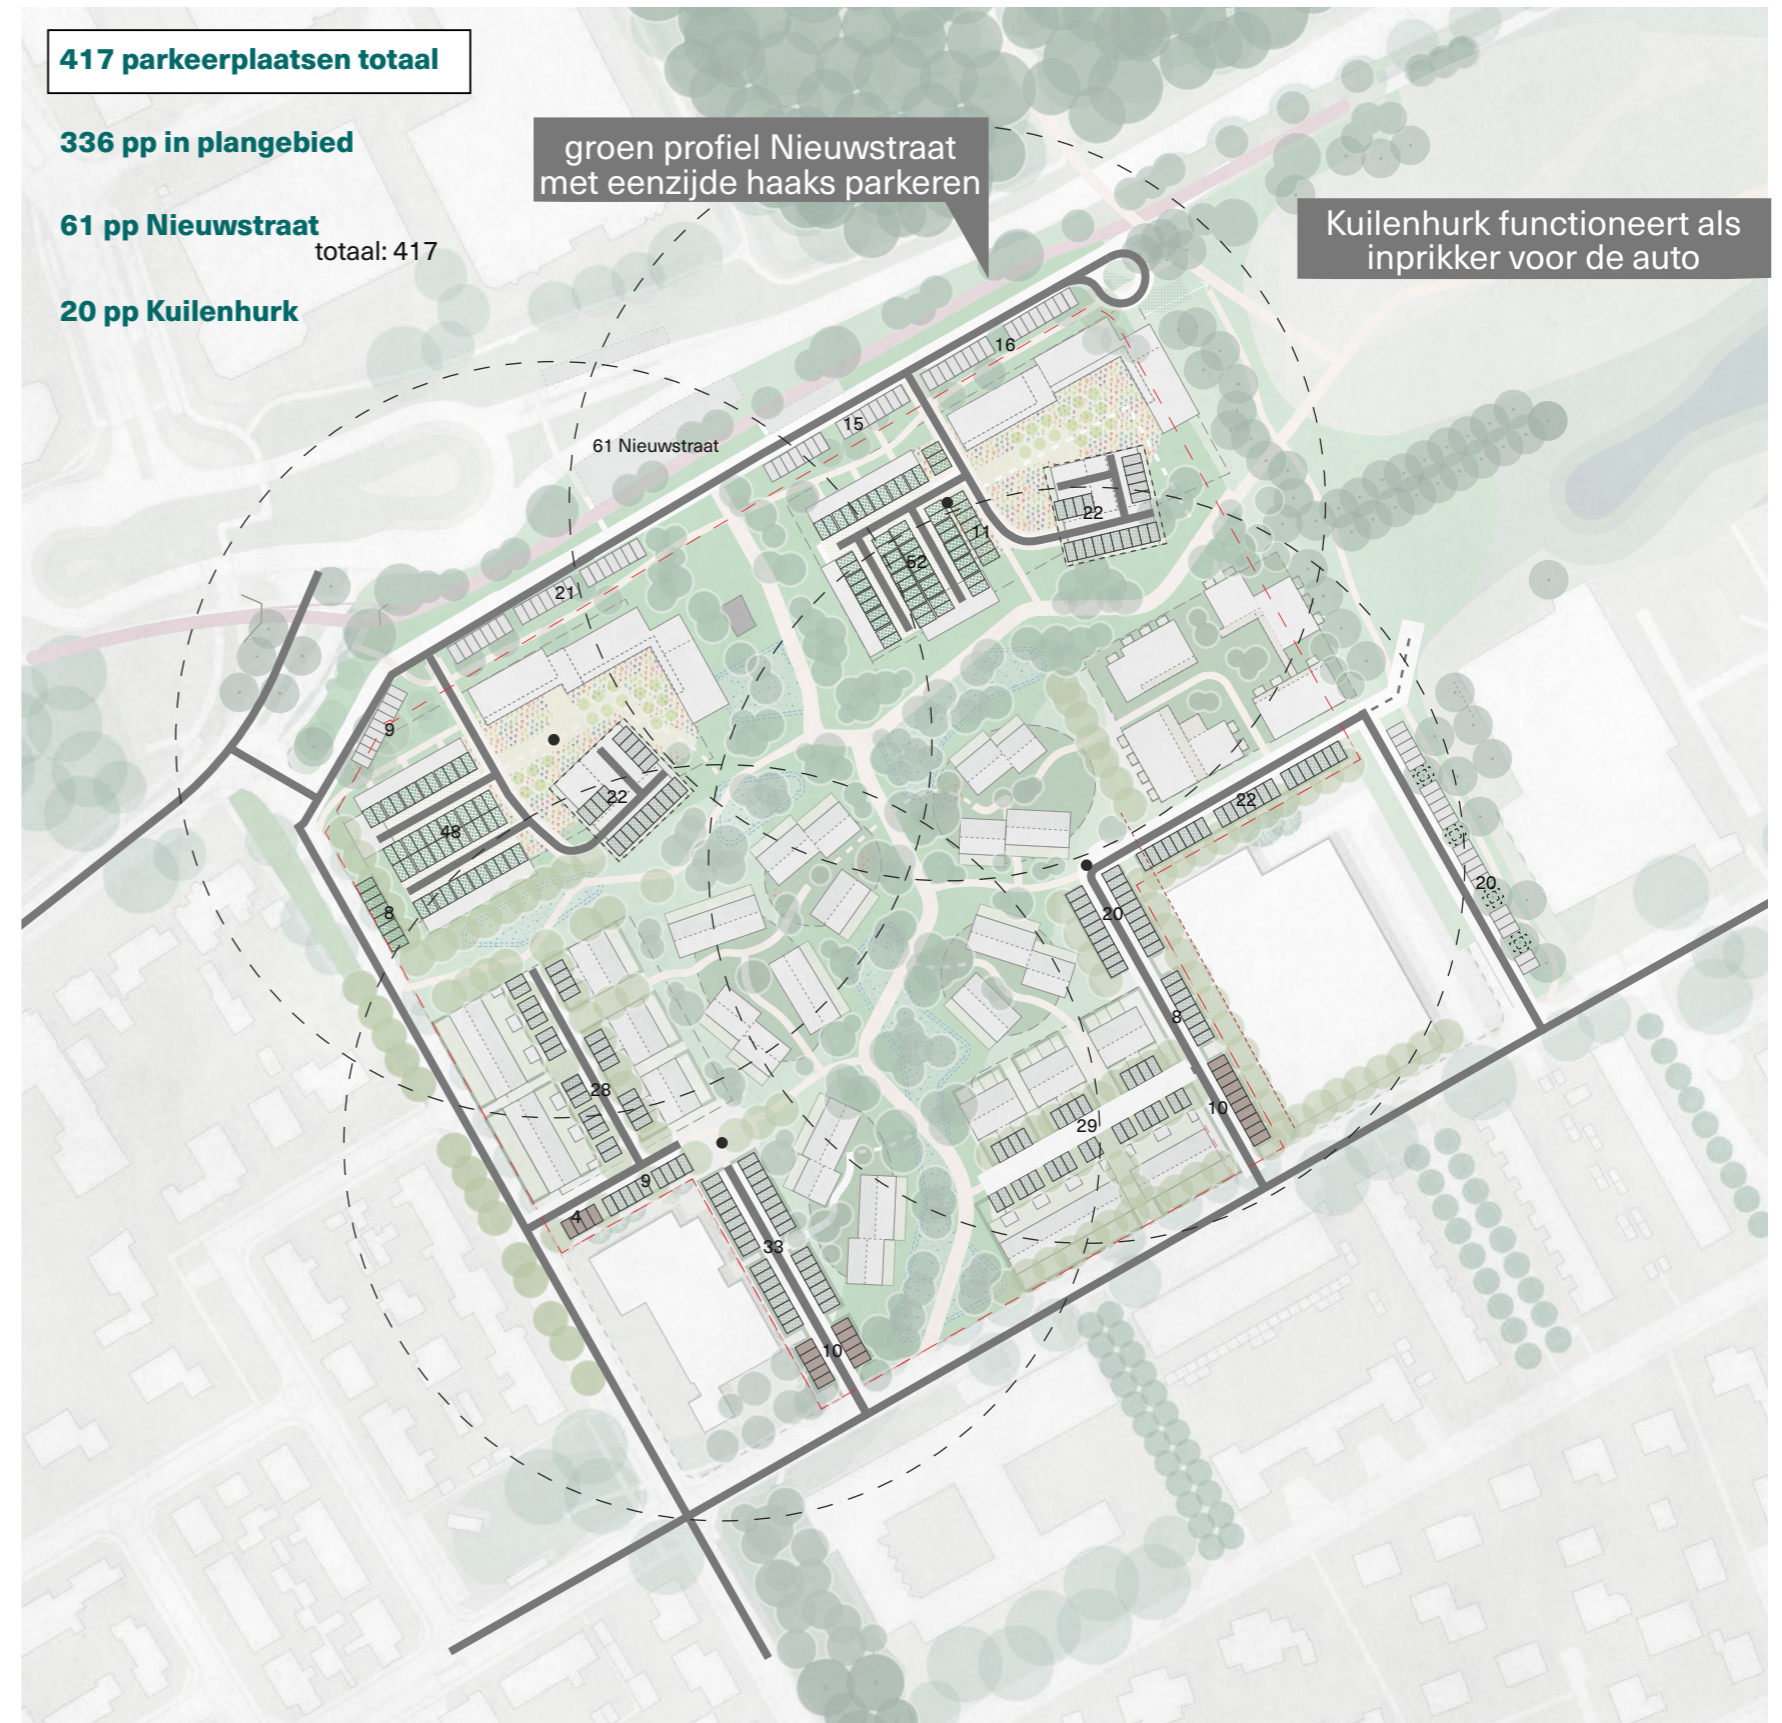 417 parkeerplaatsen totaal
336 pp in plangebied
61 pp Nieuwstraat
totaal: 417
20 pp Kuilenhurk
groen profiel Nieuwstraat
met eenzijde haaks parkeren
Kuilenhurk functioneert als
inprikker voor de auto
16
15
61 Nieuwstraat
22
11
52
21
9
22
48
8
22
20
20
8
28
10
29
9
4
33
10